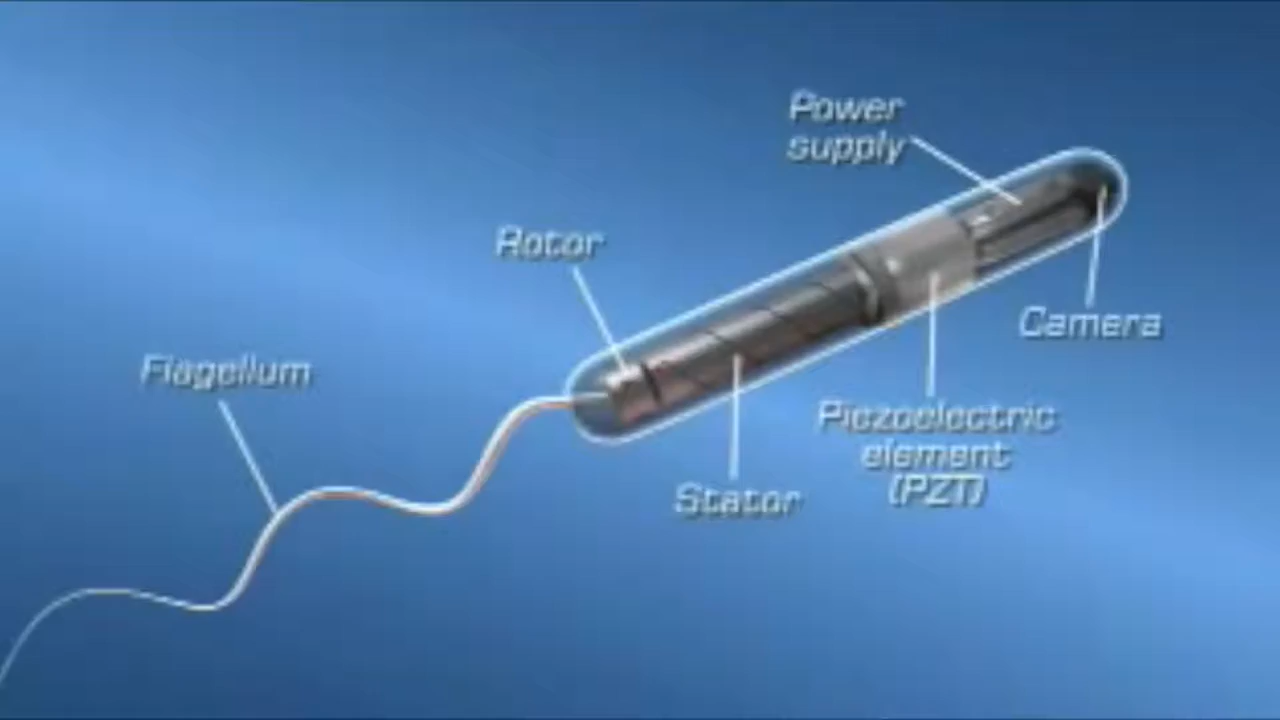 Power
supply
Rotor
Camera
Flagellum
Piezoelectric
element
(PZT)
Stator